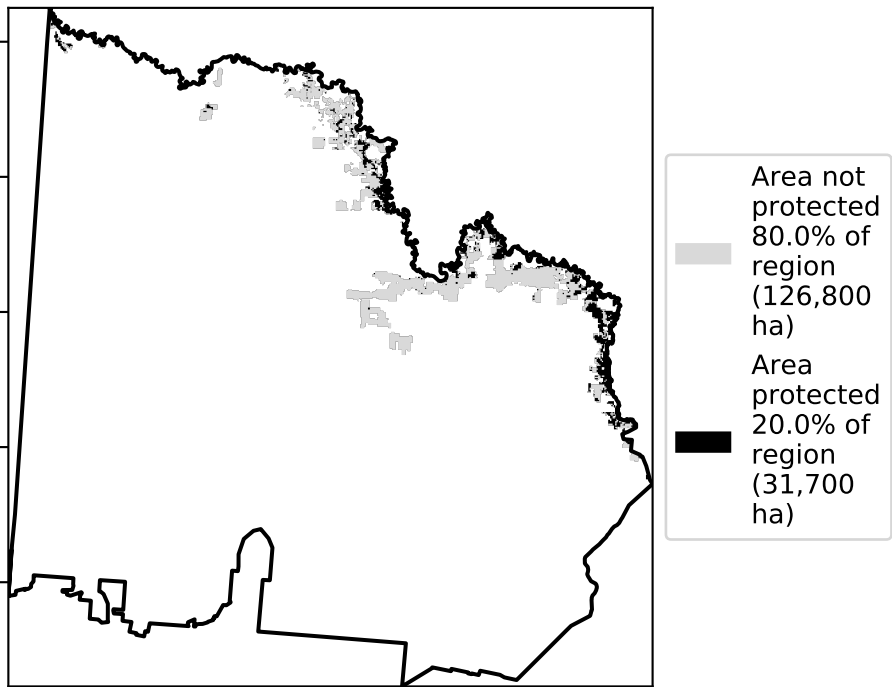 Area not
protected
80.0% of
region
(126,800
ha)
Area
protected
20.0% of
region
(31,700
ha)